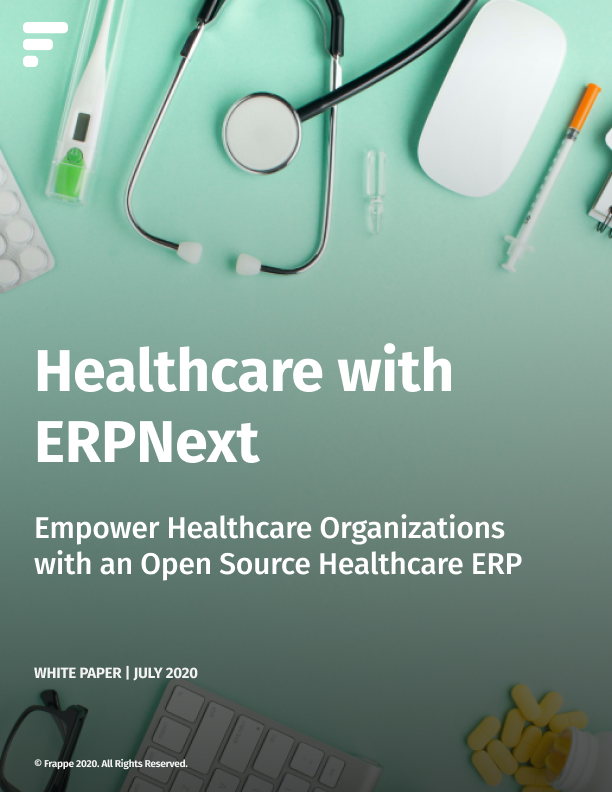 Healthcare with
ERPNext
Empower Healthcare Organizations
with an Open Source Healthcare ERP
WHITE PAPER | JULY 2020
© Frappe 2020. All Rights Reserved.